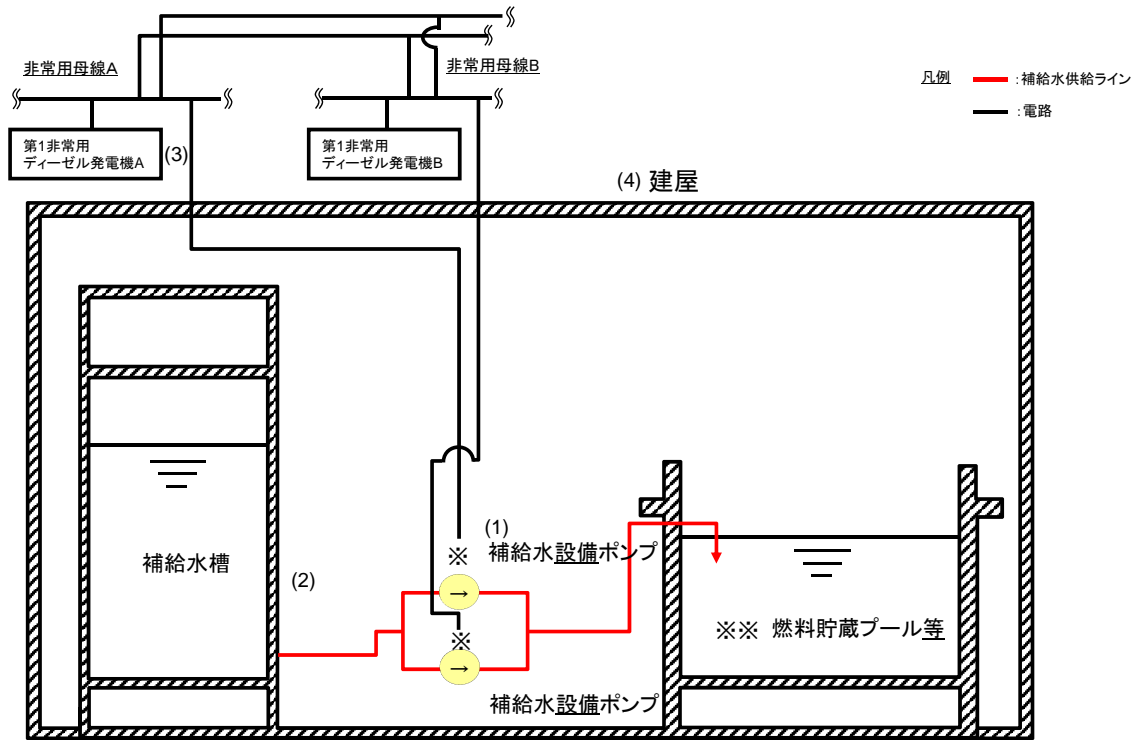 非常用母線A
非常用母線B
凡例
:補給水供給ライン
:電路
第1非常用
ディーゼル発電機A
(3)
第1非常用
ディーゼル発電機B
(4) 建屋
(1)
※ 補給水設備ポンプ
補給水槽
(2)
→
※
※※ 燃料貯蔵プール等
→
補給水設備ポンプ